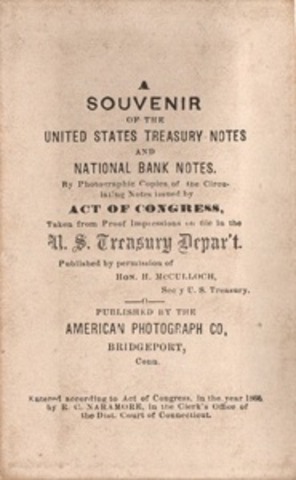 A
SOUVENIR
OF THE
UNITED STATES TREASURY NOTES
AND
NATIONAL BANK NOTES.
By Photographic Copies of the Circu-
lating Notes issued by
ACT OF CONGRESS,
Taken from Proof Impressions on file in the
U. S. Treasury Depar't.
Published by permission of
HON. H. McCULLOCH,
Sec'y U. S. Treasury.
PUBLISHED BY THE
AMERICAN PHOTOGRAPH CO,
BRIDGEPORT,
Conn.
Entered according to Act of Congress, in the year 1866,
by E. C. NARAMORE, in the Clerk's Office of
the Dist. Court of Connecticut.